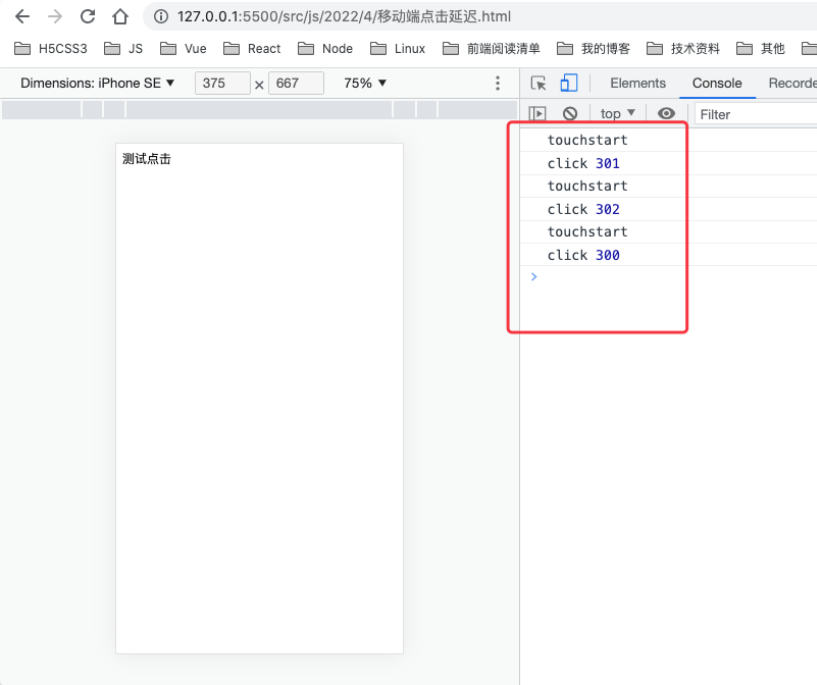 127.0.0.1:5500/src/js/2022/4/移动端点击延迟.html
H5CSS3 JS Vue React Node Linux 前端阅读清单 我的博客 技术资料 其他
Dimensions: iPhone SE ▼ 375 × 667 75% ▼
Elements Console Recorde
top ▼ Filter
测试点击
touchstart
click 301
touchstart
click 302
touchstart
click 300